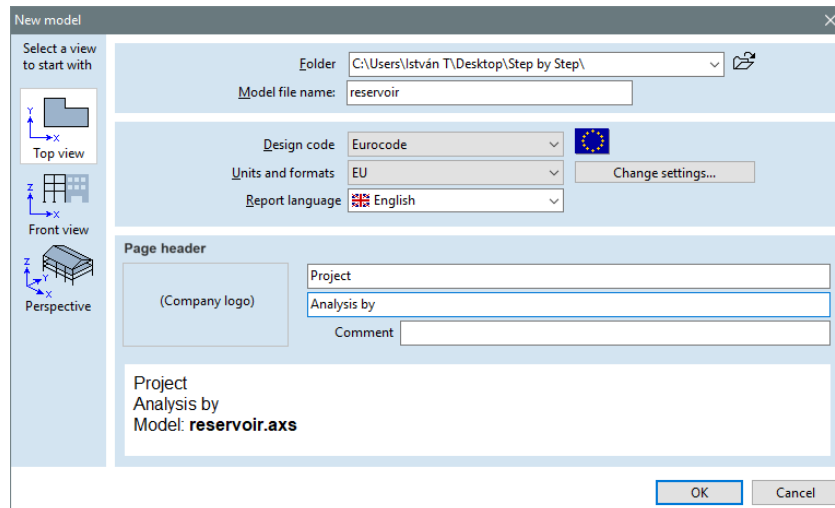 New model
Select a view
to start with
Y
X
Top view
Z
X
Front view
Z
Y
X
Perspective
Folder C:\Users\István T\Desktop\Step by Step\
Model file name: reservoir
Design code Eurocode
Units and formats EU Change settings...
Report language English
Page header
(Company logo)
Project
Analysis by
Comment
Project
Analysis by
Model: reservoir.axs
OK Cancel